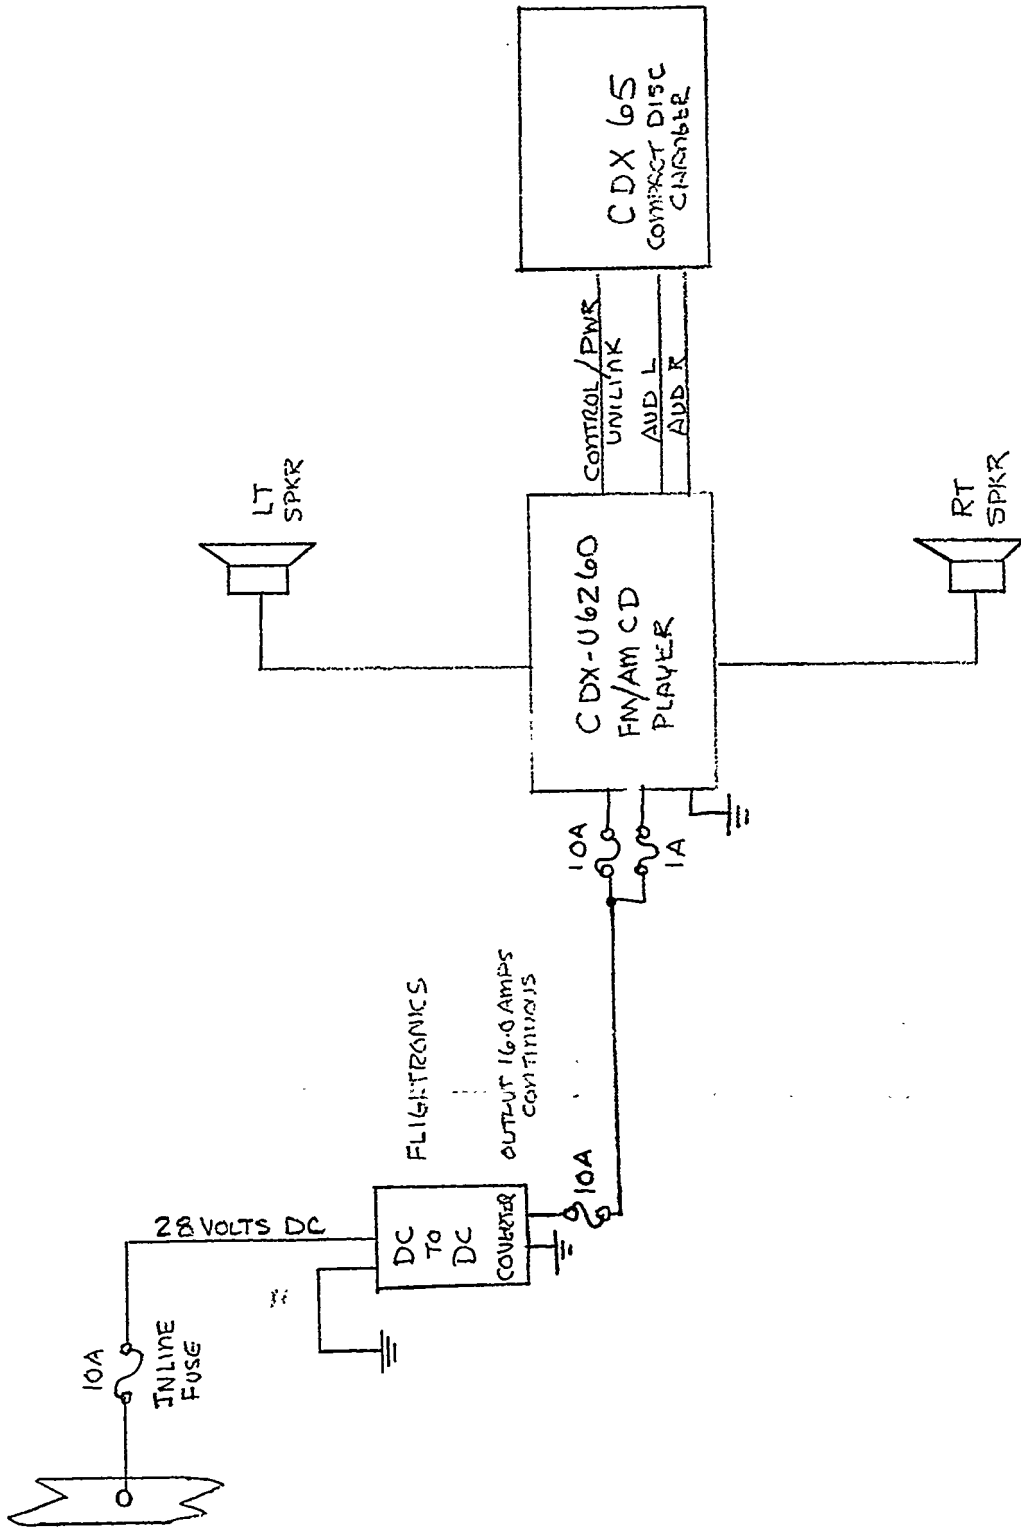 10A
INLINE
FUSE
28 VOLTS DC
DC
TO
DC
COVERTER
10A
FLIGHTRONICS
OUTPUT 16.0 AMPS
CONTINUOUS
10A
1A
CDX-U6260
FM/AM CD
PLAYER
LT
SPKR
RT
SPKR
CONTROL/PWR
UNILINK
AUD L
AUD R
CDX 65
COMPACT DISC
CHANGER